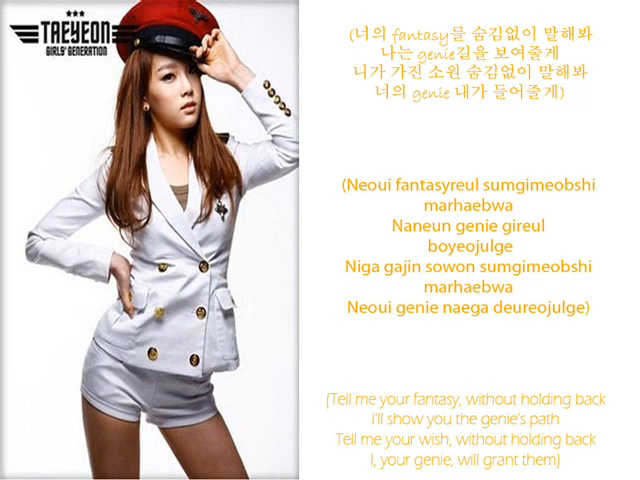 TAEYEON
GIRLS' GENERATION
(너의 fantasy를 숨김없이 말해봐
나는 genie길을 보여줄게
니가 가진 소원 숨김없이 말해봐
너의 genie 내가 들어줄게)
(Neoui fantasyreul sumgimeobshi
marhaebwa
Naneun genie gireul
boyeojulge
Niga gajin sowon sumgimeobshi
marhaebwa
Neoui genie naega deureojulge)
(Tell me your fantasy, without holding back
I'll show you the genie's path
Tell me your wish, without holding back
I, your genie, will grant them)